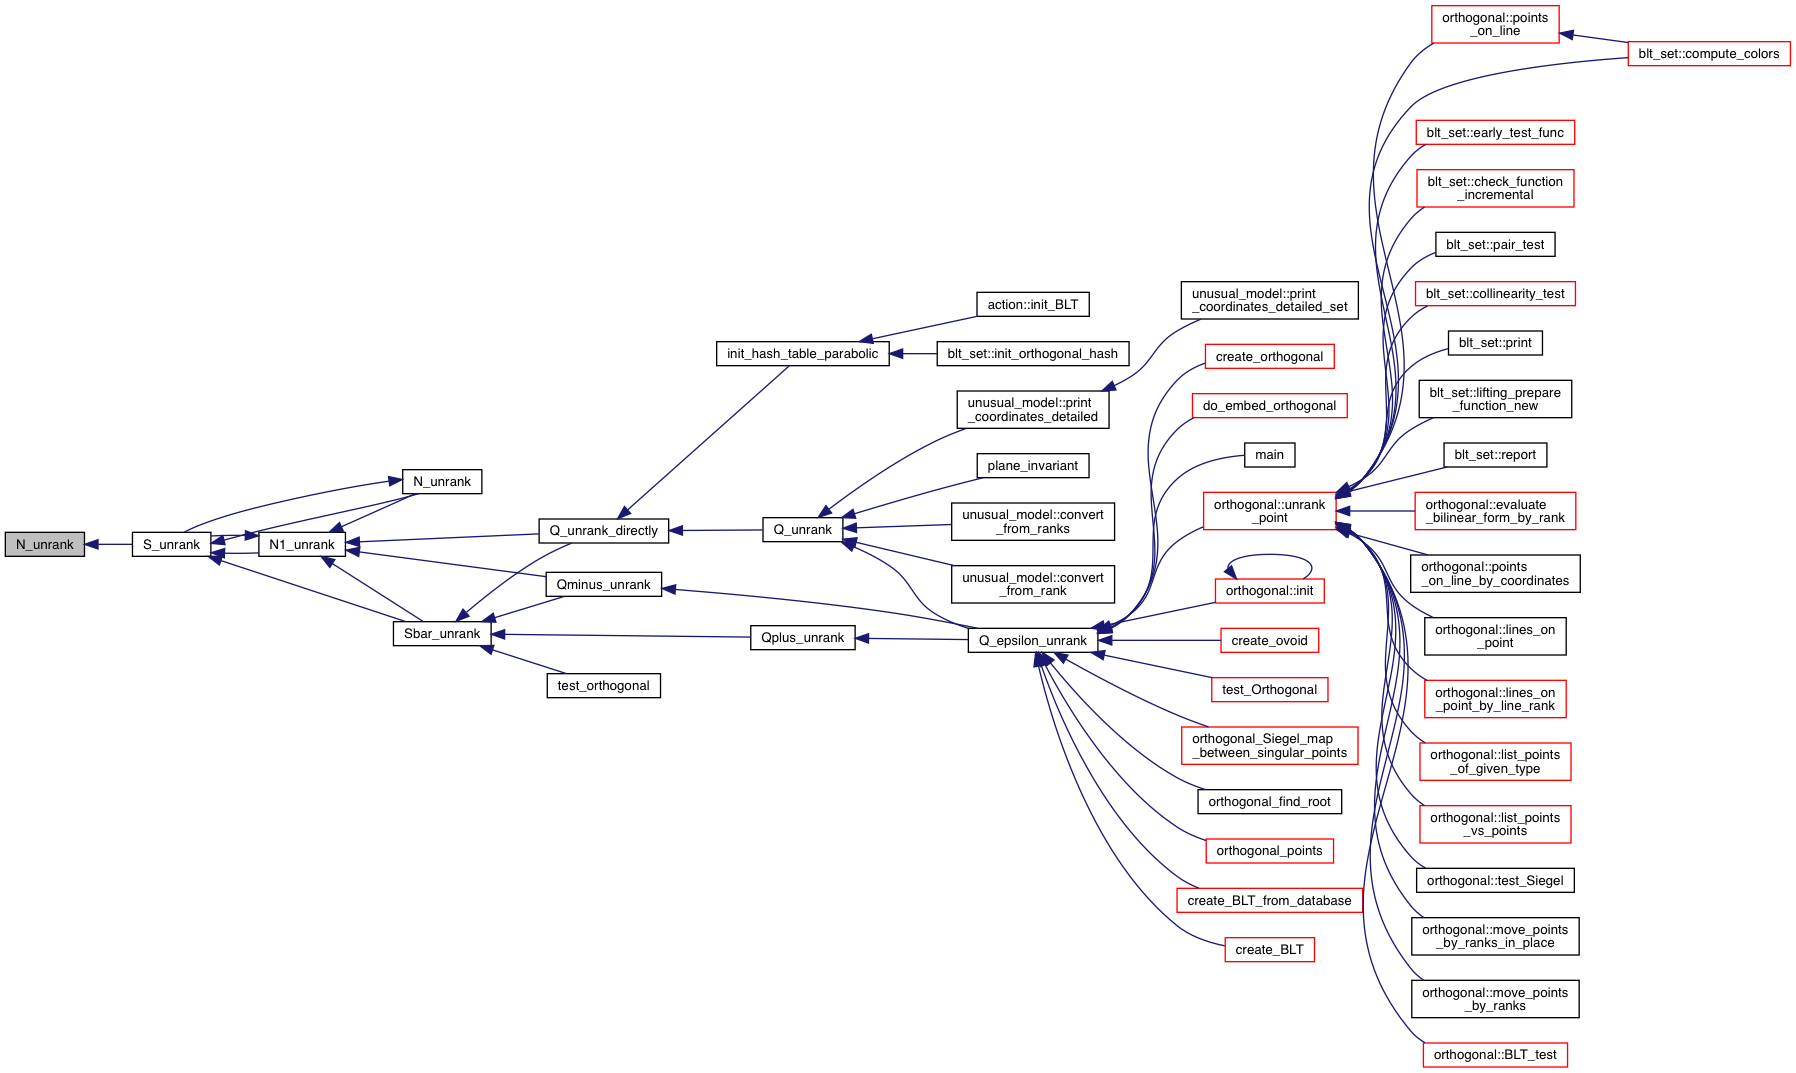 N_unrank
S_unrank
N1_unrank
N_unrank
Sbar_unrank
Q_unrank_directly
Qminus_unrank
Qplus_unrank
test_orthogonal
init_hash_table_parabolic
Q_unrank
action::init_BLT
blt_set::init_orthogonal_hash
unusual_model::print
_coordinates_detailed
plane_invariant
unusual_model::convert
_from_ranks
unusual_model::convert
_from_rank
Q_epsilon_unrank
unusual_model::print
_coordinates_detailed_set
create_orthogonal
do_embed_orthogonal
main
orthogonal::unrank
_point
orthogonal::init
create_ovoid
test_Orthogonal
orthogonal_Siegel_map
_between_singular_points
orthogonal_find_root
orthogonal_points
create_BLT_from_database
create_BLT
orthogonal::points
_on_line
blt_set::compute_colors
blt_set::early_test_func
blt_set::check_function
_incremental
blt_set::pair_test
blt_set::collinearity_test
blt_set::print
blt_set::lifting_prepare
_function_new
blt_set::report
orthogonal::evaluate
_bilinear_form_by_rank
orthogonal::points
_on_line_by_coordinates
orthogonal::lines_on
_point
orthogonal::lines_on
_point_by_line_rank
orthogonal::list_points
_of_given_type
orthogonal::list_points
_vs_points
orthogonal::test_Siegel
orthogonal::move_points
_by_ranks_in_place
orthogonal::move_points
_by_ranks
orthogonal::BLT_test